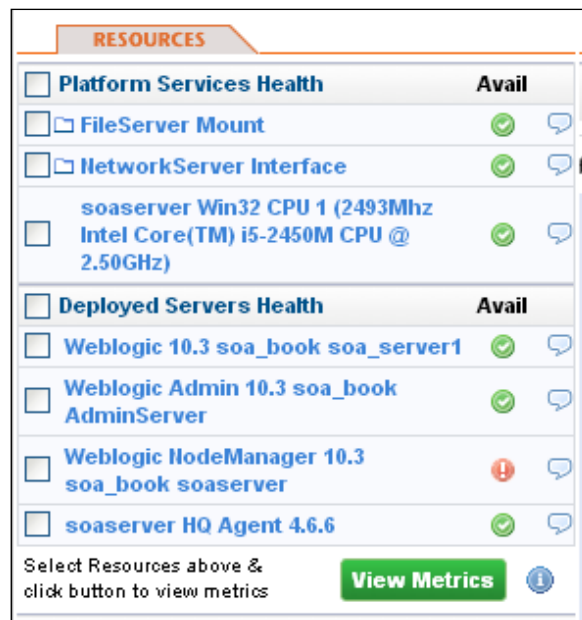 RESOURCES
Platform Services Health Avail
FileServer Mount
NetworkServer Interface
soaserver Win32 CPU 1 (2493Mhz
Intel Core(TM) i5-2450M CPU @
2.50GHz)
Deployed Servers Health Avail
Weblogic 10.3 soa_book soa_server1
Weblogic Admin 10.3 soa_book
AdminServer
Weblogic NodeManager 10.3
soa_book soaserver
soaserver HQ Agent 4.6.6
Select Resources above &
click button to view metrics
View Metrics